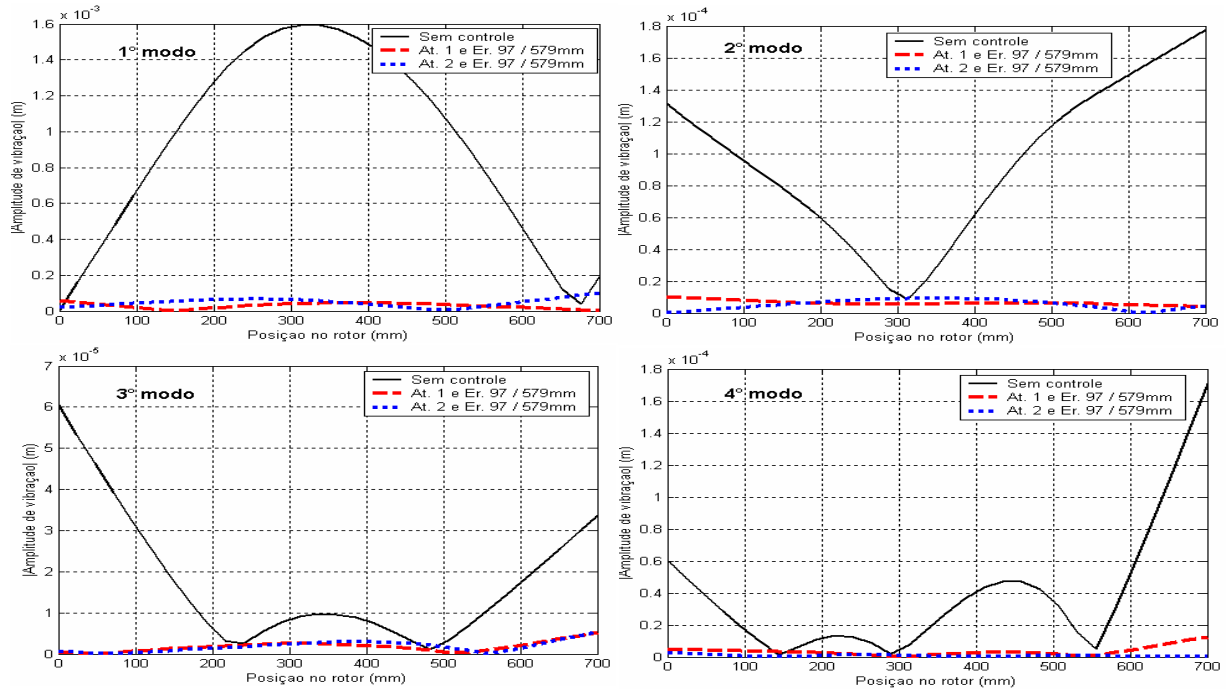 x 10-3
1.6
1.4
1.2
1
0.8
0.6
0.4
0.2
0
1° modo
Sem controle
At. 1 e Er. 97 / 579mm
At. 2 e Er. 97 / 579mm
|Amplitude de vibraçao| (m)
0 100 200 300 400 500 600 700
Posiçao no rotor (mm)
x 10-4
1.8
1.6
1.4
1.2
1
0.8
0.6
0.4
0.2
0
2° modo
Sem controle
At. 1 e Er. 97 / 579mm
At. 2 e Er. 97 / 579mm
|Amplitude de vibraçao| (m)
0 100 200 300 400 500 600 700
Posiçao no rotor (mm)
x 10-5
7
6
5
4
3
2
1
0
3° modo
Sem controle
At. 1 e Er. 97 / 579mm
At. 2 e Er. 97 / 579mm
|Amplitude de vibraçao| (m)
0 100 200 300 400 500 600 700
Posiçao no rotor (mm)
x 10-4
1.8
1.6
1.4
1.2
1
0.8
0.6
0.4
0.2
0
4° modo
Sem controle
At. 1 e Er. 97 / 579mm
At. 2 e Er. 97 / 579mm
|Amplitude de vibraçao| (m)
0 100 200 300 400 500 600 700
Posiçao no rotor (mm)